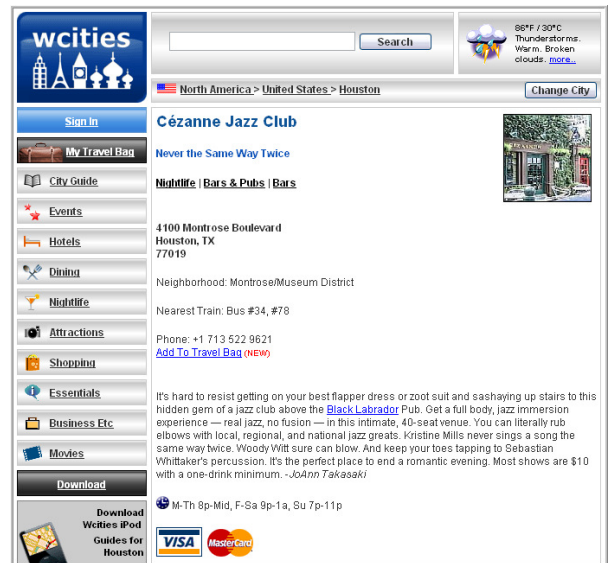 wcities
Search
86°F / 30°C
Thunderstorms.
Warm. Broken
clouds. more..
North America > United States > Houston
Change City
Sign In
My Travel Bag
City Guide
Events
Hotels
Dining
Nightlife
Attractions
Shopping
Essentials
Business Etc
Movies
Download
Download
Wcities iPod
Guides for
Houston
Cézanne Jazz Club
Never the Same Way Twice
Nightlife | Bars & Pubs | Bars
4100 Montrose Boulevard
Houston, TX
77019
Neighborhood: Montrose/Museum District
Nearest Train: Bus #34, #78
Phone: +1 713 522 9621
Add To Travel Bag (NEW)
It's hard to resist getting on your best flapper dress or zoot suit and sashaying up stairs to this
hidden gem of a jazz club above the Black Labrador Pub. Get a full body, jazz immersion
experience — real jazz, no fusion — in this intimate, 40-seat venue. You can literally rub
elbows with local, regional, and national jazz greats. Kristine Mills never sings a song the
same way twice. Woody Witt sure can blow. And keep your toes tapping to Sebastian
Whittaker's percussion. It's the perfect place to end a romantic evening. Most shows are $10
with a one-drink minimum. -JoAnn Takasaki
M-Th 8p-Mid, F-Sa 9p-1a, Su 7p-11p
VISA MasterCard